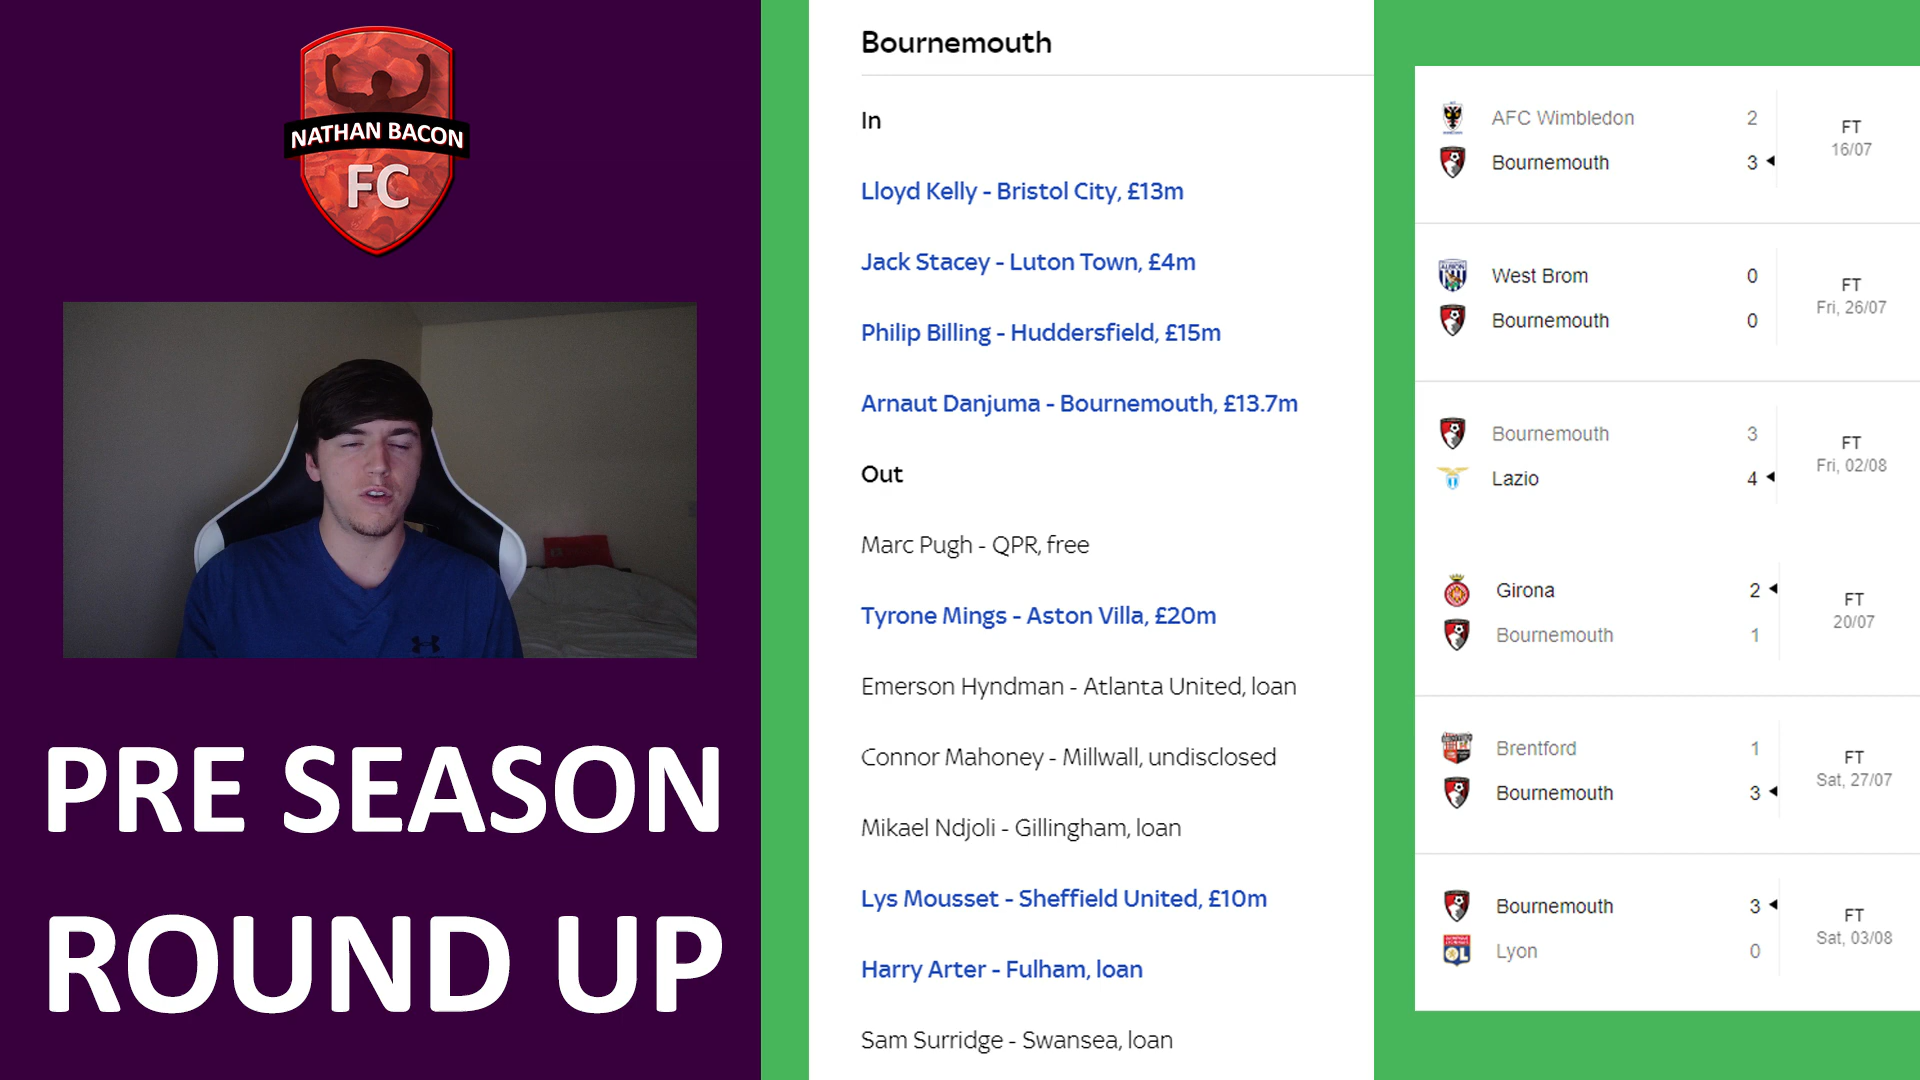 NATHAN BACON
FC
PRE SEASON
ROUND UP
Bournemouth
In
Lloyd Kelly - Bristol City, £13m
Jack Stacey - Luton Town, £4m
Philip Billing - Huddersfield, £15m
Arnaut Danjuma - Bournemouth, £13.7m
Out
Marc Pugh - QPR, free
Tyrone Mings - Aston Villa, £20m
Emerson Hyndman - Atlanta United, loan
Connor Mahoney - Millwall, undisclosed
Mikael Ndjoli - Gillingham, loan
Lys Mousset - Sheffield United, £10m
Harry Arter - Fulham, loan
Sam Surridge - Swansea, loan
AFC Wimbledon 2
Bournemouth 3
FT
16/07
West Brom 0
Bournemouth 0
FT
Fri, 26/07
Bournemouth 3
Lazio 4
FT
Fri, 02/08
Girona 2
Bournemouth 1
FT
20/07
Brentford 1
Bournemouth 3
FT
Sat, 27/07
Bournemouth 3
Lyon 0
FT
Sat, 03/08
OL